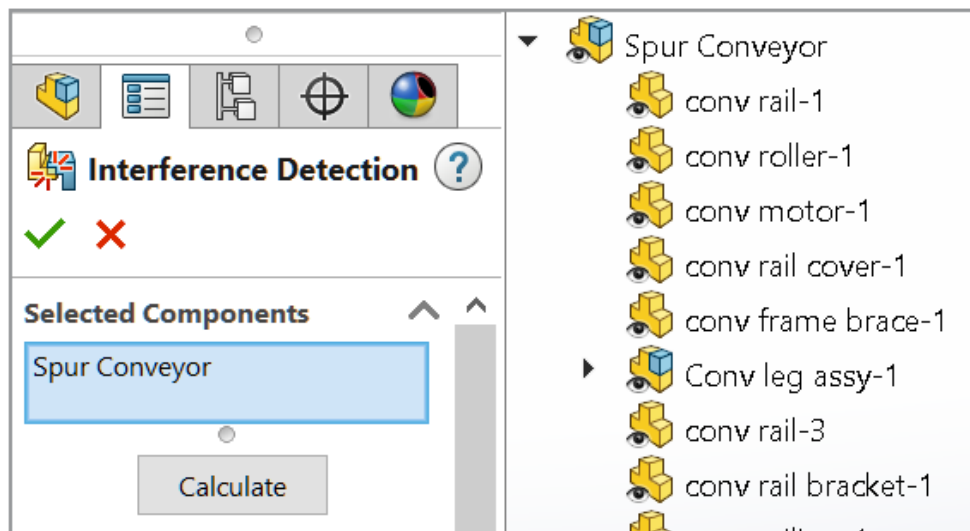 Interference Detection
?
Selected Components
Spur Conveyor
Calculate
Spur Conveyor
conv rail-1
conv roller-1
conv motor-1
conv rail cover-1
conv frame brace-1
Conv leg assy-1
conv rail-3
conv rail bracket-1